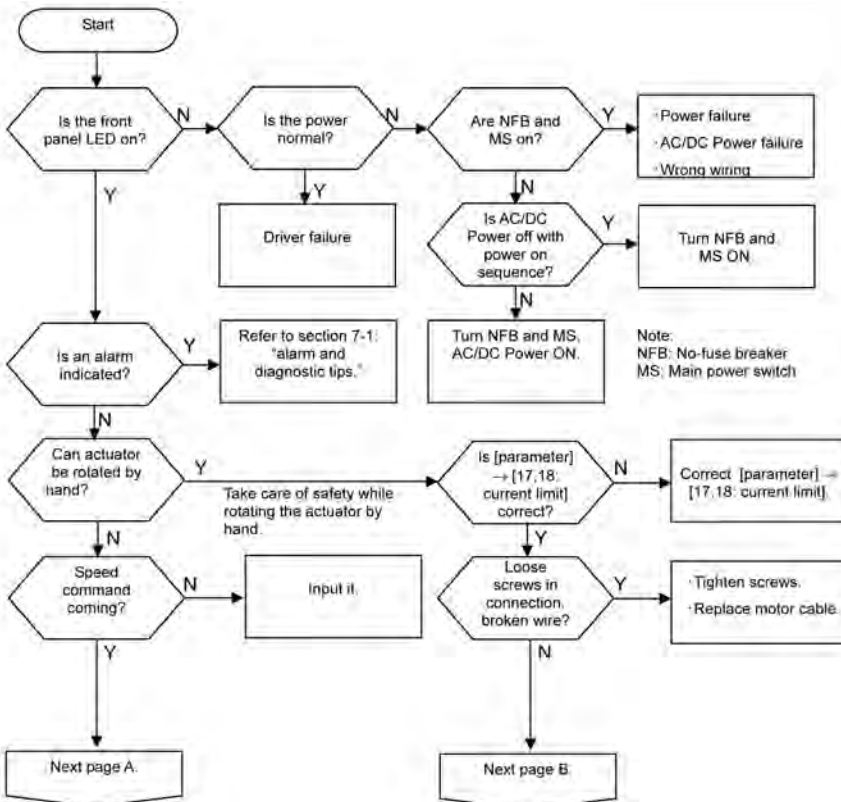 Start
Is the front
panel LED on?
N
Is the power
normal?
N
Are NFB and
MS on?
Y
·Power failure
·AC/DC Power failure
·Wrong wiring
Y
Y
N
Driver failure
Is AC/DC
Power off with
power on
sequence?
Y
Turn NFB and
MS ON.
N
Is an alarm
indicated?
Y
Refer to section 7-1:
"alarm and
diagnostic tips."
Turn NFB and MS,
AC/DC Power ON.
Note:
NFB: No-fuse breaker
MS: Main power switch
N
Can actuator
be rotated by
hand?
Y
Take care of safety while
rotating the actuator by
hand.
Is [parameter]
→ [17,18:
current limit]
correct?
N
Correct [parameter] →
[17,18: current limit]
N
Y
Speed
command
coming?
N
Input it.
Loose
screws in
connection,
broken wire?
Y
·Tighten screws.
·Replace motor cable
Y
N
Next page A.
Next page B.